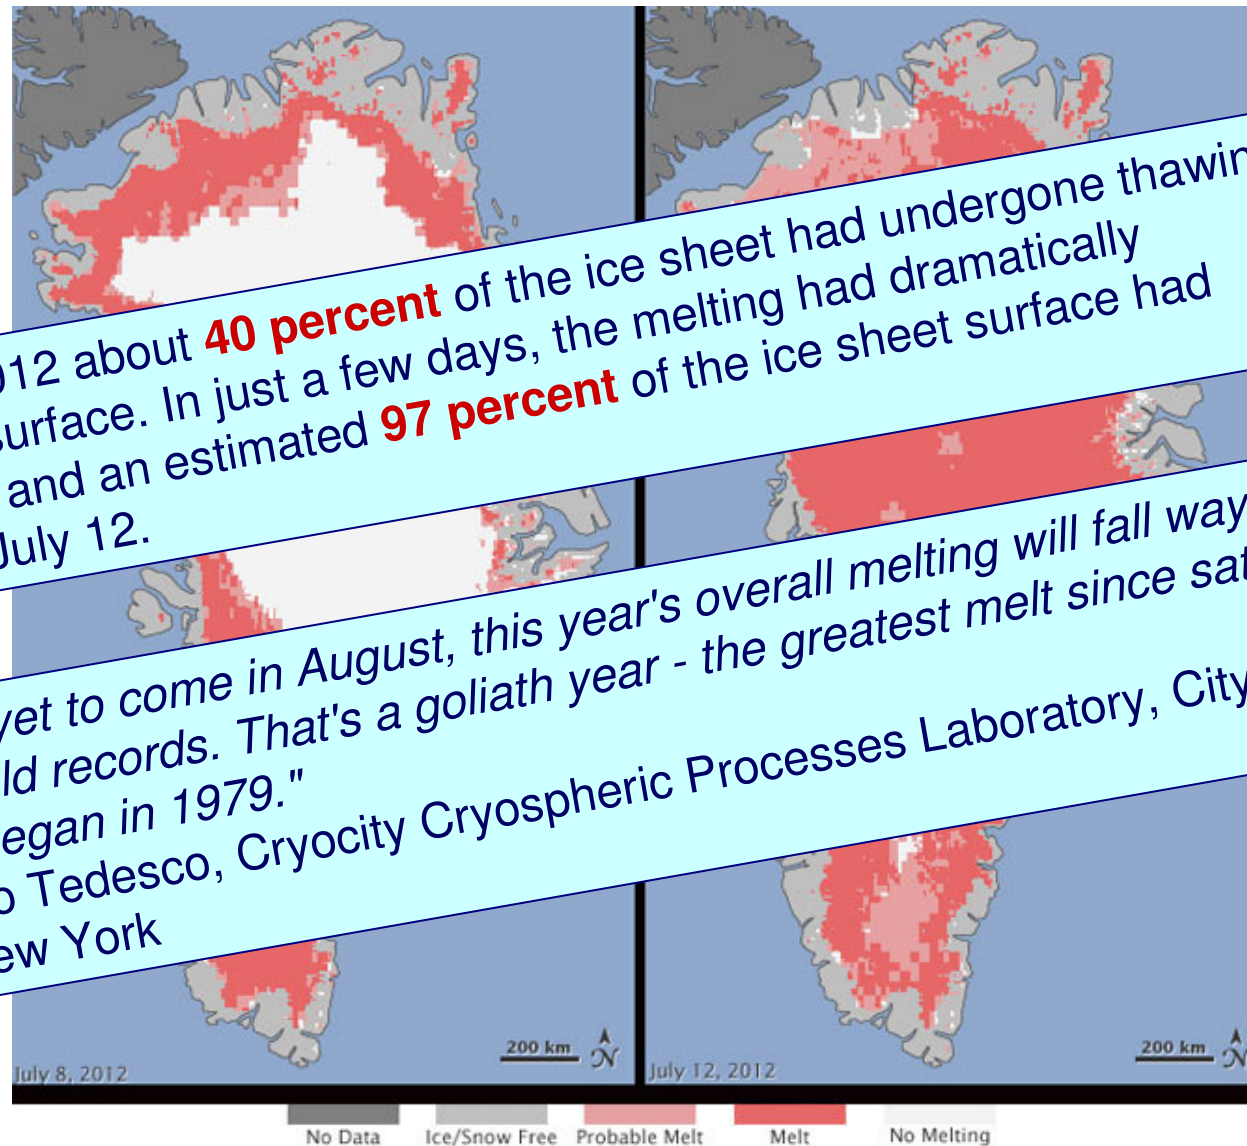 012 about 40 percent of the ice sheet had undergone thawin
surface. In just a few days, the melting had dramatically
and an estimated 97 percent of the ice sheet surface had
July 12.
yet to come in August, this year's overall melting will fall way
ld records. That's a goliath year - the greatest melt since sat
egan in 1979."
o Tedesco, Cryocity Cryospheric Processes Laboratory, City
ew York
200 km N
200 km N
July 8, 2012
July 12, 2012
No Data Ice/Snow Free Probable Melt Melt No Melting